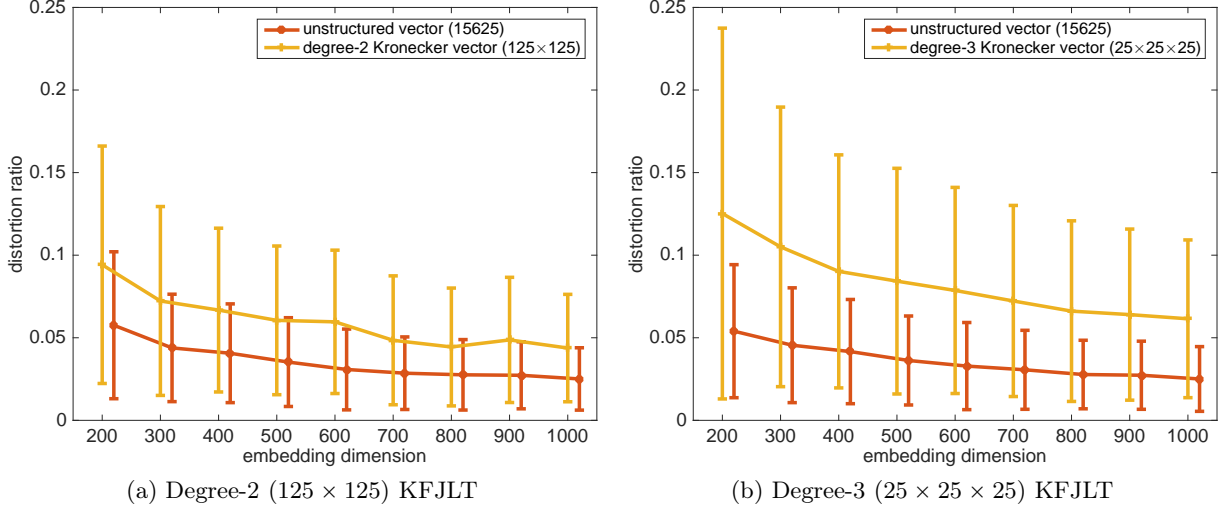 0.25
0.2
0.15
0.1
0.05
0
distortion ratio
unstructured vector (15625)
degree-2 Kronecker vector (125×125)
200 300 400 500 600 700 800 900 1000
embedding dimension
(a) Degree-2 (125 × 125) KFJLT
0.25
0.2
0.15
0.1
0.05
0
distortion ratio
unstructured vector (15625)
degree-3 Kronecker vector (25×25×25)
200 300 400 500 600 700 800 900 1000
embedding dimension
(b) Degree-3 (25 × 25 × 25) KFJLT